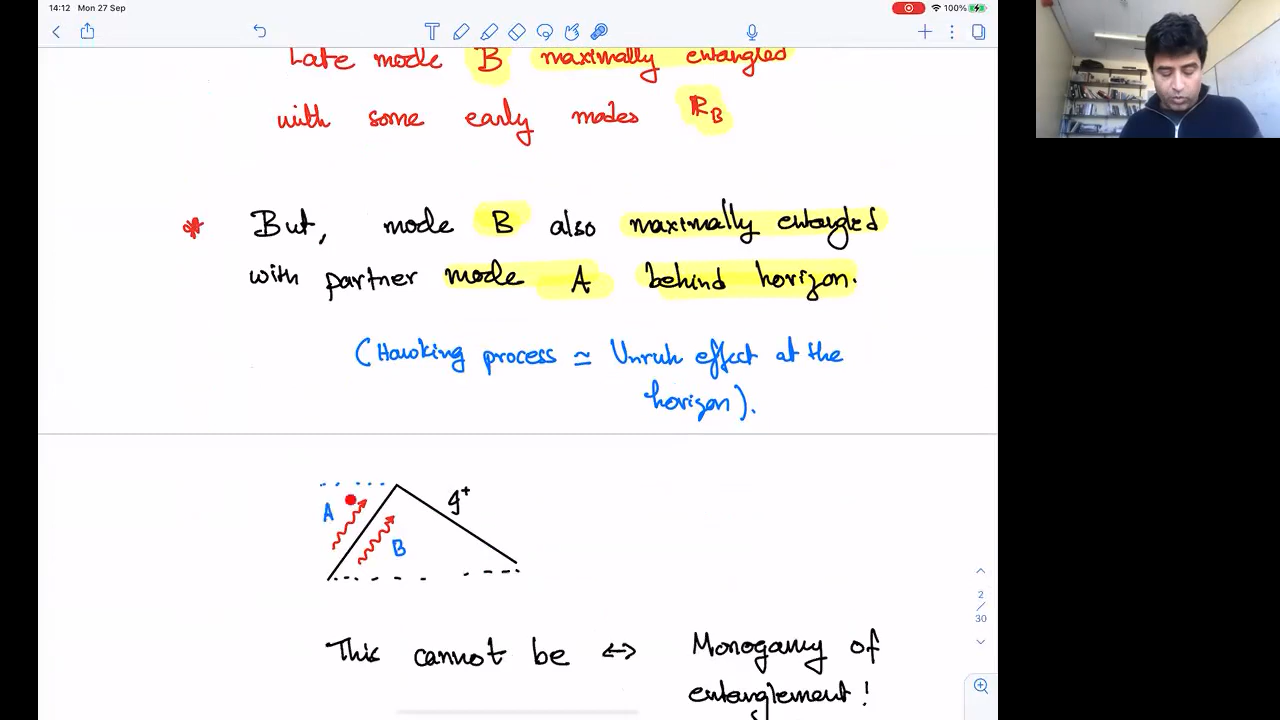 14:12 Mon 27 Sep
100%
Late mode B maximally entangled
with some early modes R_B
* But, mode B also maximally entangled
with partner mode A behind horizon.
(Hawking process ≃ Unruh effect at the
horizon).
A
B
𝓘⁺
2
/
30
This cannot be ↔ Monogamy of
entanglement!